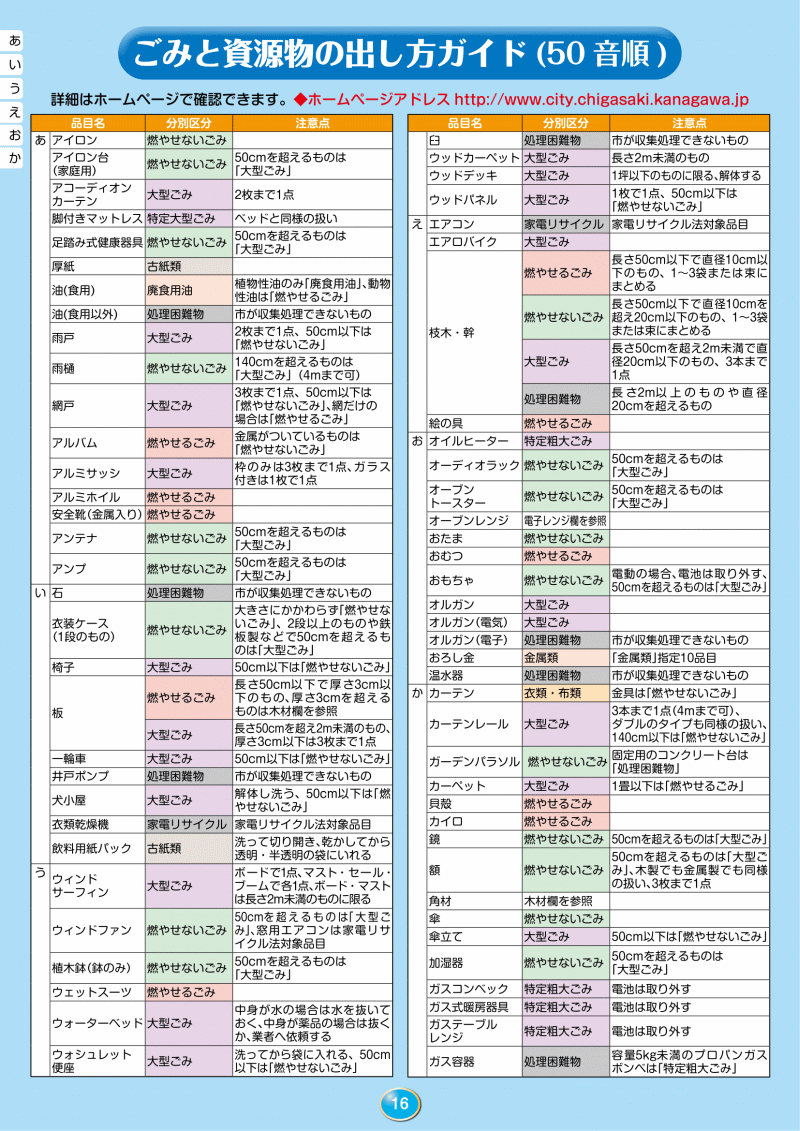 あ
い
う
え
お
か
ごみと資源物の出し方ガイド(50 音順)
詳細はホームページで確認できます。◆ホームページアドレス http://www.city.chigasaki.kanagawa.jp
品目名 分別区分 注意点
あ アイロン 燃やせないごみ
アイロン台
(家庭用) 燃やせないごみ 50cmを超えるものは
「大型ごみ」
アコーディオン
カーテン 大型ごみ 2枚まで1点
脚付きマットレス 特定大型ごみ ベッドと同様の扱い
足踏み式健康器具 燃やせないごみ 50cmを超えるものは
「大型ごみ」
厚紙 古紙類
油(食用) 廃食用油 植物性油のみ「廃食用油」、動物
性油は「燃やせるごみ」
油(食用以外) 処理困難物 市が収集処理できないもの
雨戸 大型ごみ 2枚まで1点、50cm以下は
「燃やせないごみ」
雨樋 燃やせないごみ 140cmを超えるものは
「大型ごみ」(4mまで可)
網戸 大型ごみ 3枚まで1点、50cm以下は
「燃やせないごみ」、網だけの
場合は「燃やせるごみ」
アルバム 燃やせるごみ 金属がついているものは
「燃やせないごみ」
アルミサッシ 大型ごみ 枠のみは3枚まで1点、ガラス
付きは1枚で1点
アルミホイル 燃やせるごみ
安全靴(金属入り) 燃やせるごみ
アンテナ 燃やせないごみ 50cmを超えるものは
「大型ごみ」
アンプ 燃やせないごみ 50cmを超えるものは
「大型ごみ」
い 石 処理困難物 市が収集処理できないもの
衣装ケース
(1段のもの) 燃やせないごみ 大きさにかかわらず「燃やせな
いごみ」、2段以上のものや鉄
板製などで50cmを超えるも
のは「大型ごみ」
椅子 大型ごみ 50cm以下は「燃やせないごみ」
板 燃やせるごみ 長さ50cm以下で厚さ3cm以
下のもの、厚さ3cmを超える
ものは木材欄を参照
大型ごみ 長さ50cmを超え2m未満のもの、
厚さ3cm以下は3枚まで1点
一輪車 大型ごみ 50cm以下は「燃やせないごみ」
井戸ポンプ 処理困難物 市が収集処理できないもの
犬小屋 大型ごみ 解体し洗う、50cm以下は「燃
やせないごみ」
衣類乾燥機 家電リサイクル 家電リサイクル法対象品目
飲料用紙パック 古紙類 洗って切り開き、乾かしてから
透明・半透明の袋にいれる
う ウィンド
サーフィン 大型ごみ ボードで1点、マスト・セール・
ブームで各1点、ボード・マスト
は長さ2m未満のものに限る
ウィンドファン 燃やせないごみ 50cmを超えるものは「大型ご
み」、窓用エアコンは家電リサ
イクル法対象品目
植木鉢(鉢のみ) 燃やせないごみ 50cmを超えるものは
「大型ごみ」
ウェットスーツ 燃やせるごみ
ウォーターベッド 大型ごみ 中身が水の場合は水を抜いて
おく、中身が薬品の場合は抜く
か、業者へ依頼する
ウォシュレット
便座 大型ごみ 洗ってから袋に入れる、50cm
以下は「燃やせないごみ」
品目名 分別区分 注意点
臼 処理困難物 市が収集処理できないもの
ウッドカーペット 大型ごみ 長さ2m未満のもの
ウッドデッキ 大型ごみ 1坪以下のものに限る、解体する
ウッドパネル 大型ごみ 1枚で1点、50cm以下は
「燃やせないごみ」
え エアコン 家電リサイクル 家電リサイクル法対象品目
エアロバイク 大型ごみ
枝木・幹 燃やせるごみ 長さ50cm以下で直径10cm以
下のもの、1～3袋または束に
まとめる
燃やせないごみ 長さ50cm以下で直径10cmを
超え20cm以下のもの、1～3袋
または束にまとめる
大型ごみ 長さ50cmを超え2m未満で直
径20cm以下のもの、3本まで
1点
処理困難物 長さ2m以上のものや直径
20cmを超えるもの
絵の具 燃やせるごみ
お オイルヒーター 特定粗大ごみ
オーディオラック 燃やせないごみ 50cmを超えるものは
「大型ごみ」
オーブン
トースター 燃やせないごみ 50cmを超えるものは
「大型ごみ」
オーブンレンジ 電子レンジ欄を参照
おたま 燃やせないごみ
おむつ 燃やせるごみ
おもちゃ 燃やせないごみ 電動の場合、電池は取り外す、
50cmを超えるものは「大型ごみ」
オルガン 大型ごみ
オルガン(電気) 大型ごみ
オルガン(電子) 処理困難物 市が収集処理できないもの
おろし金 金属類 「金属類」指定10品目
温水器 処理困難物 市が収集処理できないもの
か カーテン 衣類・布類 金具は「燃やせないごみ」
カーテンレール 大型ごみ 3本まで1点(4mまで可)、
ダブルのタイプも同様の扱い、
140cm以下は「燃やせないごみ」
ガーデンパラソル 燃やせないごみ 固定用のコンクリート台は
「処理困難物」
カーペット 大型ごみ 1畳以下は「燃やせるごみ」
貝殻 燃やせるごみ
カイロ 燃やせるごみ
鏡 燃やせないごみ 50cmを超えるものは「大型ごみ」
額 燃やせないごみ 50cmを超えるものは「大型ご
み」、木製でも金属製でも同様
の扱い、3枚まで1点
角材 木材欄を参照
傘 燃やせないごみ
傘立て 大型ごみ 50cm以下は「燃やせないごみ」
加湿器 燃やせないごみ 50cmを超えるものは
「大型ごみ」
ガスコンベック 特定粗大ごみ 電池は取り外す
ガス式暖房器具 特定粗大ごみ 電池は取り外す
ガステーブル
レンジ 特定粗大ごみ 電池は取り外す
ガス容器 処理困難物 容量5kg未満のプロパンガス
ボンベは「特定粗大ごみ」
16